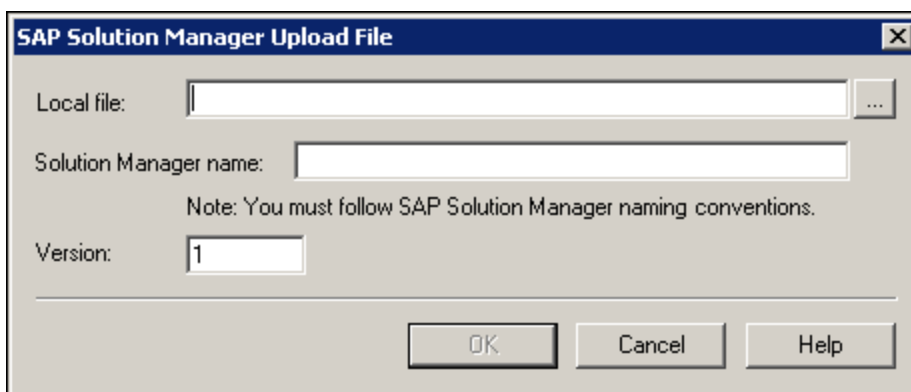 SAP Solution Manager Upload File
Local file:
...
Solution Manager name:
Note: You must follow SAP Solution Manager naming conventions.
Version: 1
OK Cancel Help